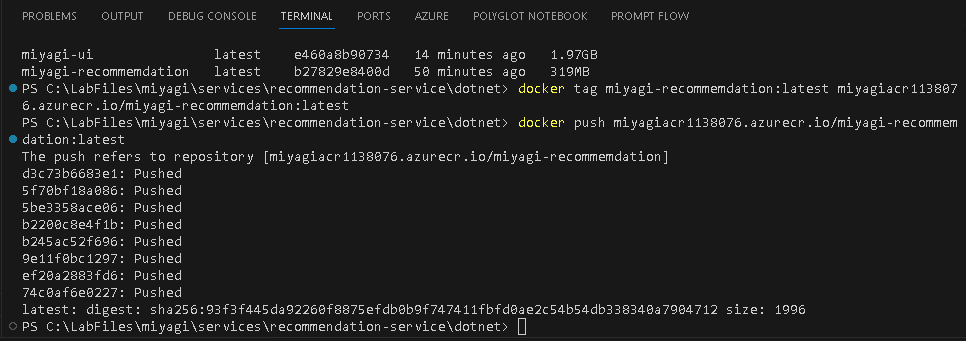 PROBLEMS OUTPUT DEBUG CONSOLE TERMINAL PORTS AZURE POLYGLOT NOTEBOOK PROMPT FLOW
miyagi-ui latest e460a8b90734 14 minutes ago 1.97GB
miyagi-recommemdation latest b27829e8400d 50 minutes ago 319MB
PS C:\LabFiles\miyagi\services\recommendation-service\dotnet> docker tag miyagi-recommemdation:latest miyagiacr113807
6.azurecr.io/miyagi-recommemdation:latest
PS C:\LabFiles\miyagi\services\recommendation-service\dotnet> docker push miyagiacr1138076.azurecr.io/miyagi-recommem
dation:latest
The push refers to repository [miyagiacr1138076.azurecr.io/miyagi-recommemdation]
d3c73b6683e1: Pushed
5f70bf18a086: Pushed
5be3358ace06: Pushed
b2200c8e4f1b: Pushed
b245ac52f696: Pushed
9e11f0bc1297: Pushed
ef20a2883fd6: Pushed
74c0af6e0227: Pushed
latest: digest: sha256:93f3f445da92260f8875efdb0b9f747411fbfd0ae2c54b54db338340a7904712 size: 1996
PS C:\LabFiles\miyagi\services\recommendation-service\dotnet>